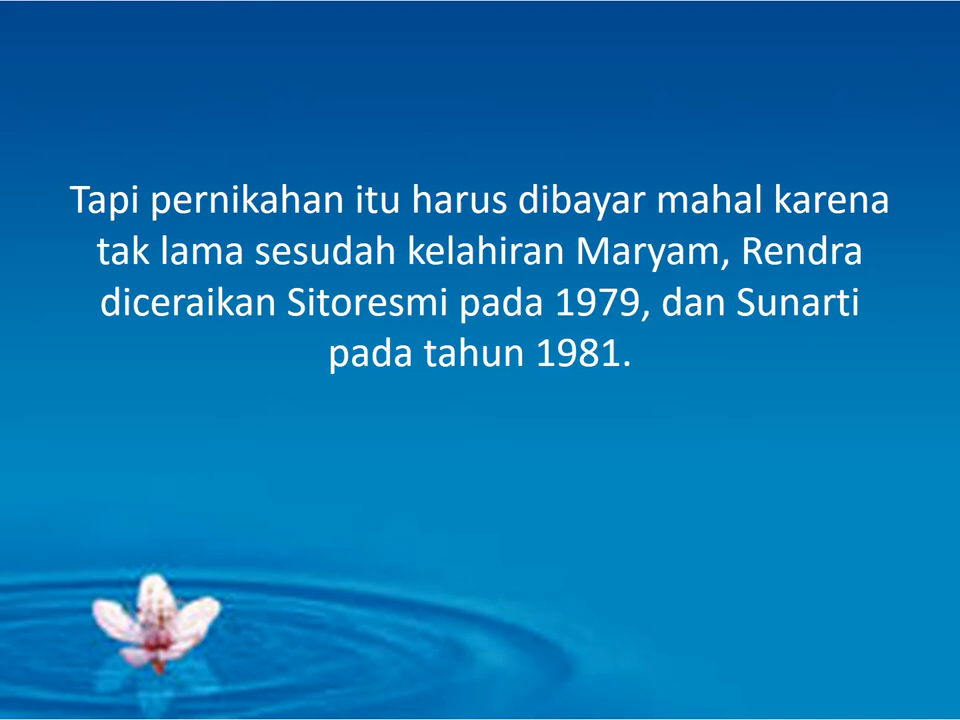 Tapi pernikahan itu harus dibayar mahal karena
tak lama sesudah kelahiran Maryam, Rendra
diceraikan Sitoresmi pada 1979, dan Sunarti
pada tahun 1981.